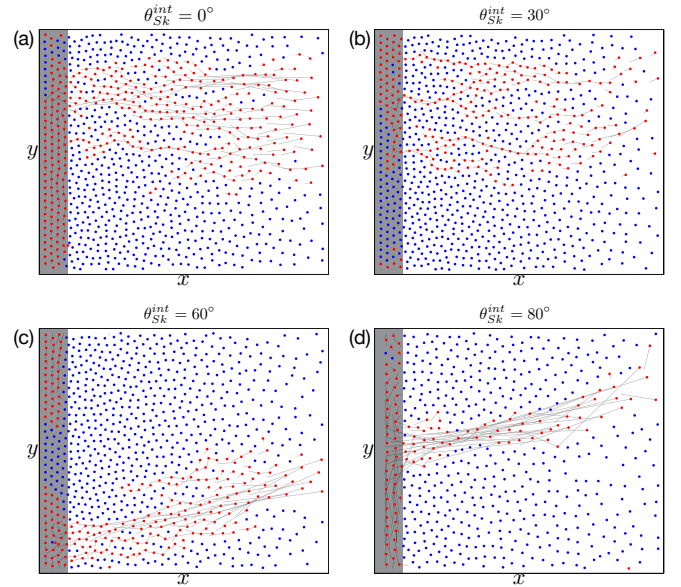 θ_{Sk}^{int} = 0°
(a)
y
x
θ_{Sk}^{int} = 30°
(b)
y
x
θ_{Sk}^{int} = 60°
(c)
y
x
θ_{Sk}^{int} = 80°
(d)
y
x